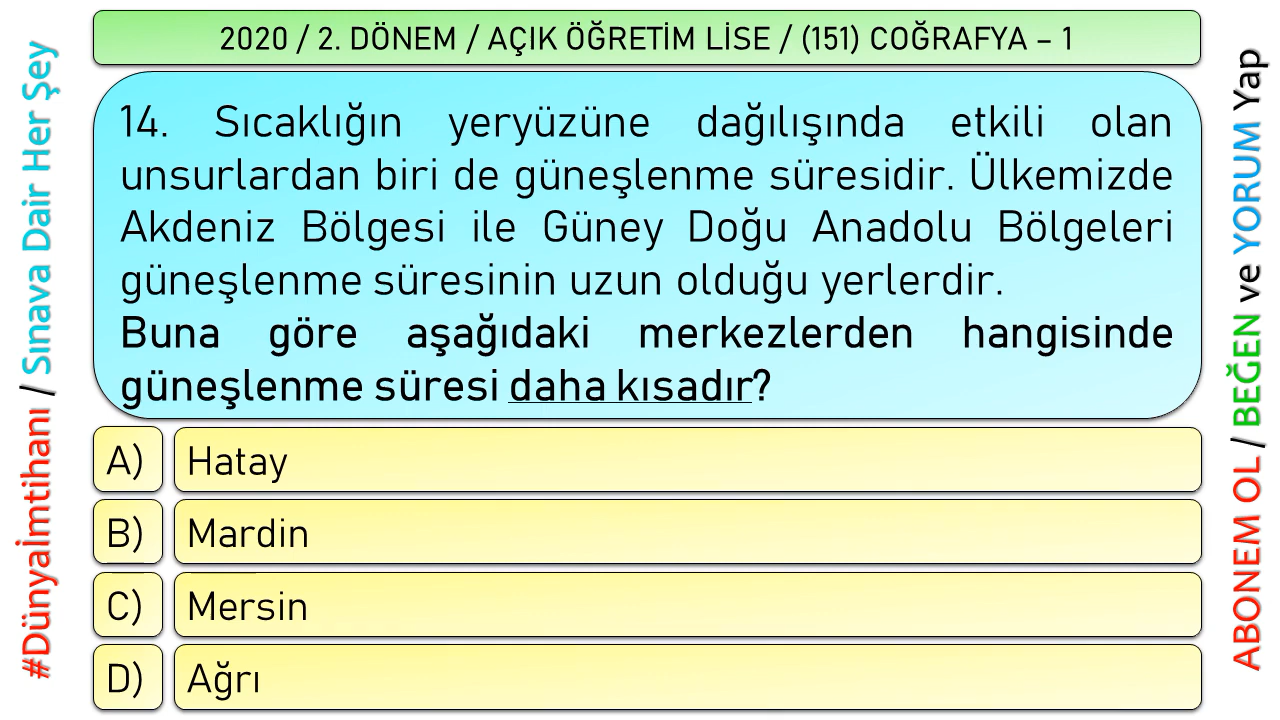 2020 / 2. DÖNEM / AÇIK ÖĞRETİM LİSE / (151) COĞRAFYA – 1
#Dünyaİmtihanı / Sınava Dair Her Şey
14. Sıcaklığın yeryüzüne dağılışında etkili olan
unsurlardan biri de güneşlenme süresidir. Ülkemizde
Akdeniz Bölgesi ile Güney Doğu Anadolu Bölgeleri
güneşlenme süresinin uzun olduğu yerlerdir.
Buna göre aşağıdaki merkezlerden hangisinde
güneşlenme süresi daha kısadır?
A) Hatay
B) Mardin
C) Mersin
D) Ağrı
ABONEM OL / BEĞEN ve YORUM Yap